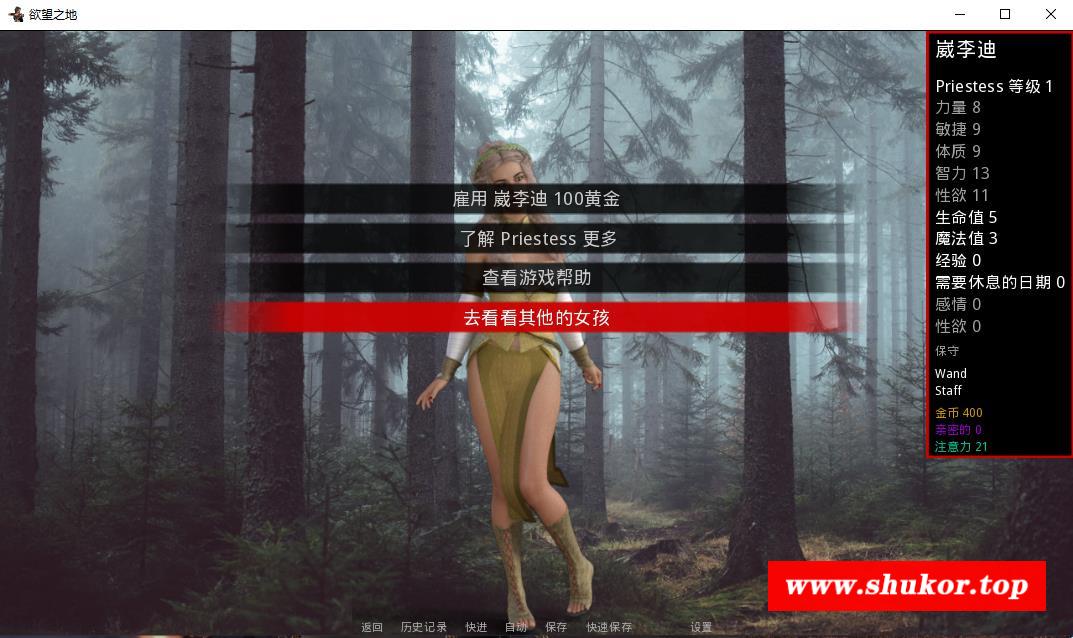 欲望之地
崴李迪
Priestess 等级 1
力量 8
敏捷 9
体质 9
智力 13
性欲 11
生命值 5
魔法值 3
经验 0
需要休息的日期 0
感情 0
性欲 0
保守
Wand
Staff
金币 400
亲密的 0
注意力 21
雇用 崴李迪 100黄金
了解 Priestess 更多
查看游戏帮助
去看看其他的女孩
www.shukor.top
返回 历史记录 快进 自动 保存 快速保存 设置